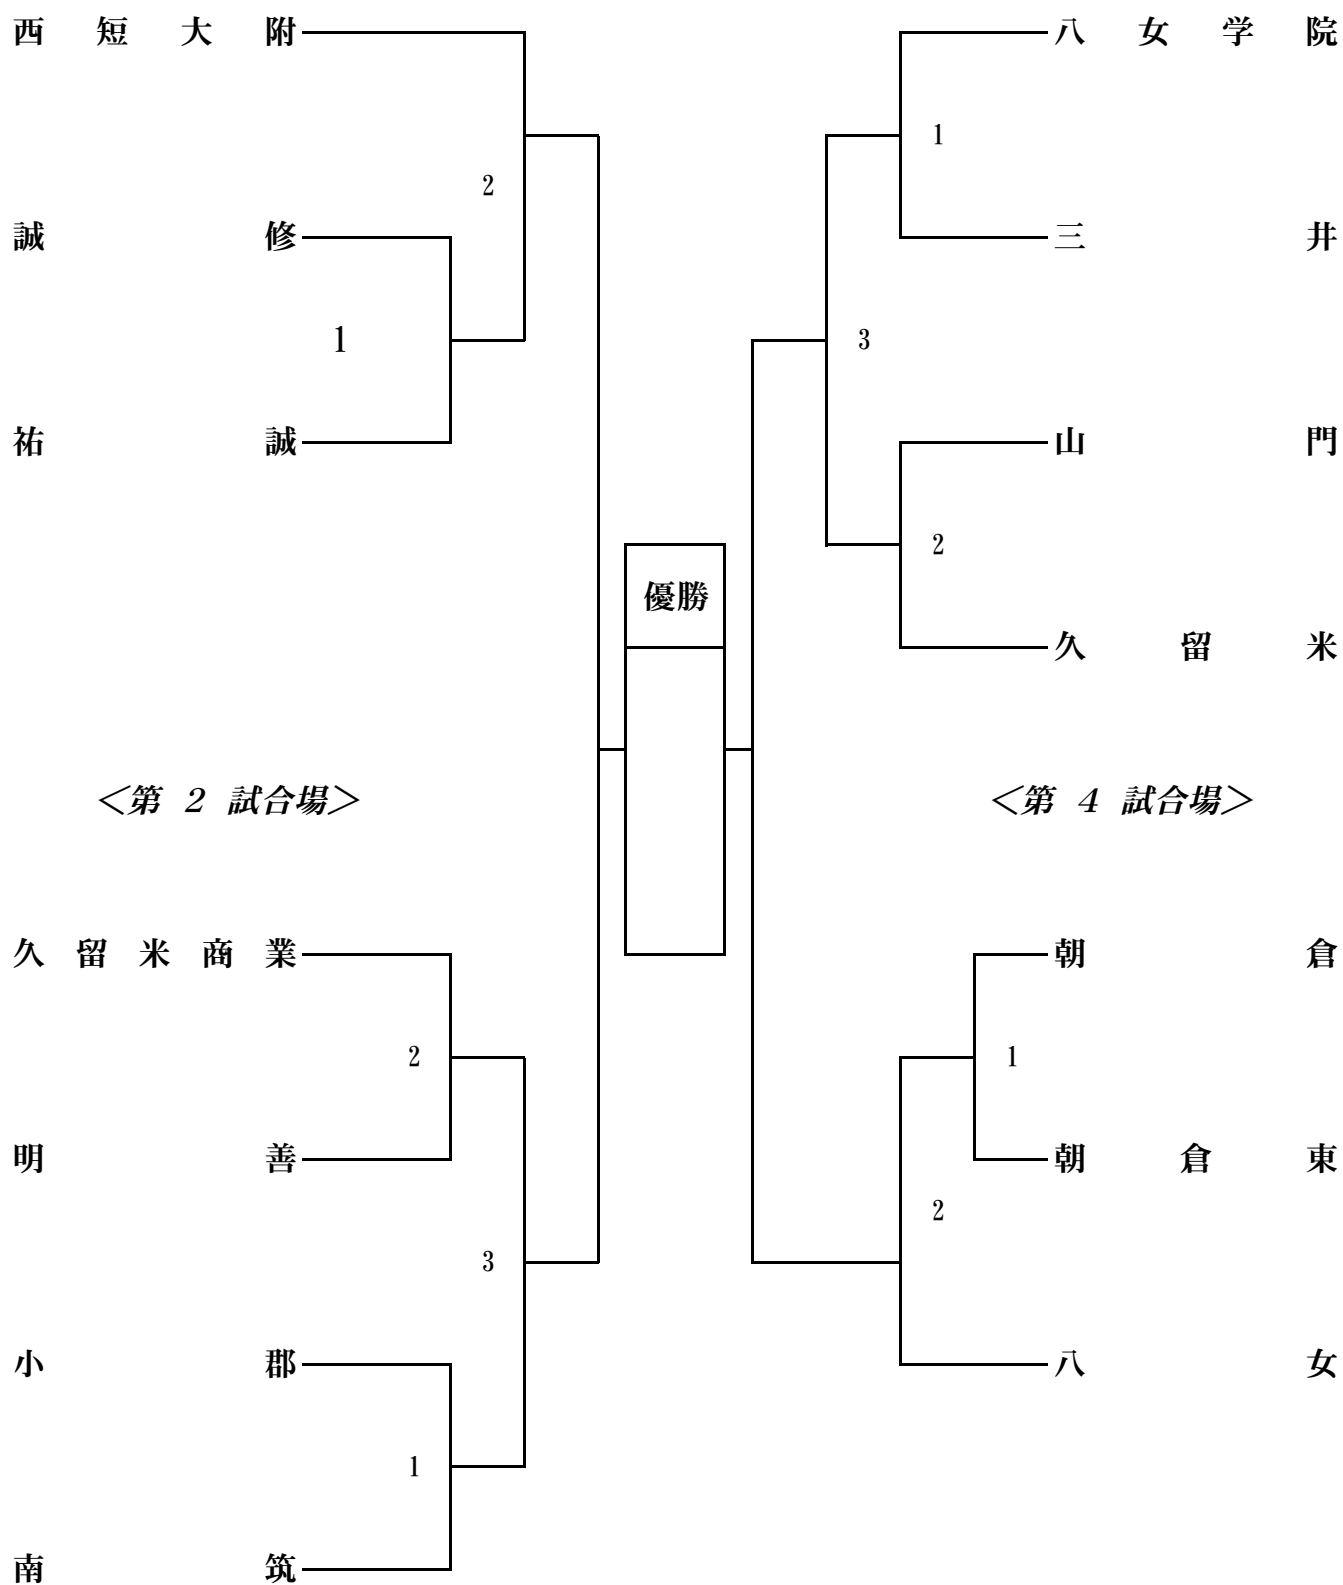 西短大附
八女学院
1
2
誠修
三井
1
3
祐誠
山門
2
優勝
久留米
＜第 2 試合場＞
＜第 4 試合場＞
久留米商業
朝倉
2
1
明善
朝倉東
2
3
小郡
八女
1
南筑